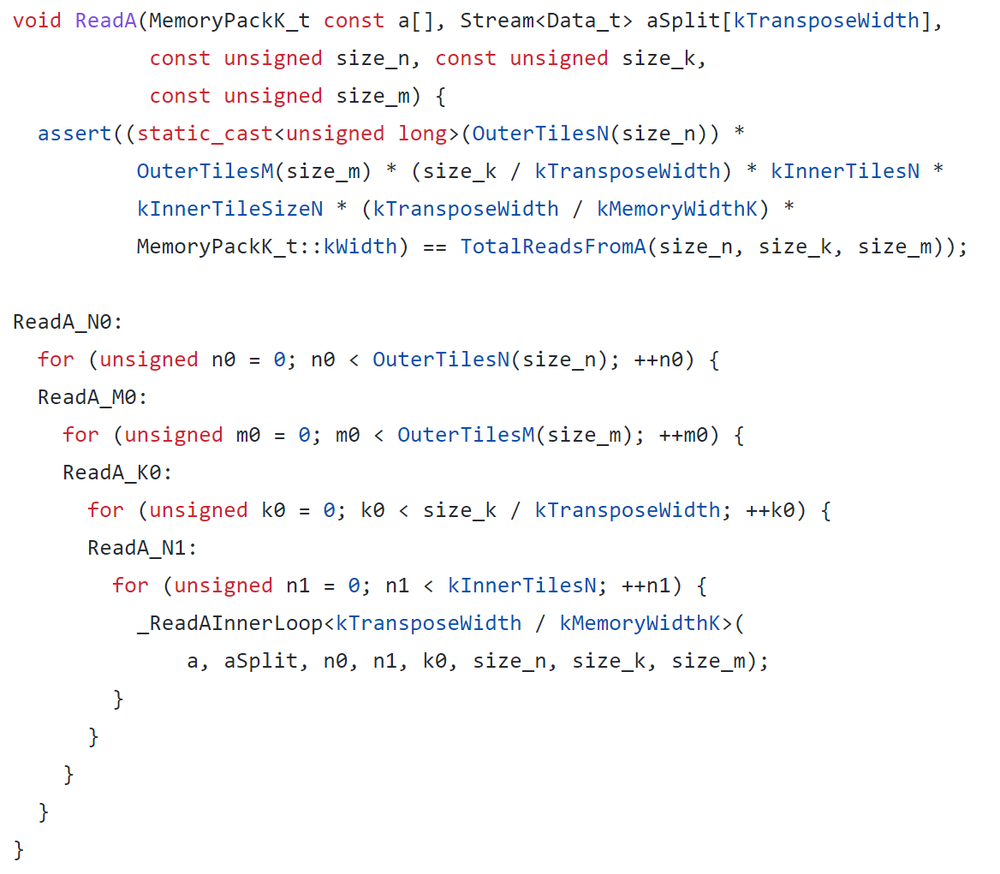 void ReadA(MemoryPackK_t const a[], Stream<Data_t> aSplit[kTransposeWidth],
           const unsigned size_n, const unsigned size_k,
           const unsigned size_m) {
  assert((static_cast<unsigned long>(OuterTilesN(size_n)) *
          OuterTilesM(size_m) * (size_k / kTransposeWidth) * kInnerTilesN *
          kInnerTileSizeN * (kTransposeWidth / kMemoryWidthK) *
          MemoryPackK_t::kWidth) == TotalReadsFromA(size_n, size_k, size_m));

ReadA_N0:
  for (unsigned n0 = 0; n0 < OuterTilesN(size_n); ++n0) {
  ReadA_M0:
    for (unsigned m0 = 0; m0 < OuterTilesM(size_m); ++m0) {
    ReadA_K0:
      for (unsigned k0 = 0; k0 < size_k / kTransposeWidth; ++k0) {
      ReadA_N1:
        for (unsigned n1 = 0; n1 < kInnerTilesN; ++n1) {
          _ReadAInnerLoop<kTransposeWidth / kMemoryWidthK>(
              a, aSplit, n0, n1, k0, size_n, size_k, size_m);
        }
      }
    }
  }
}